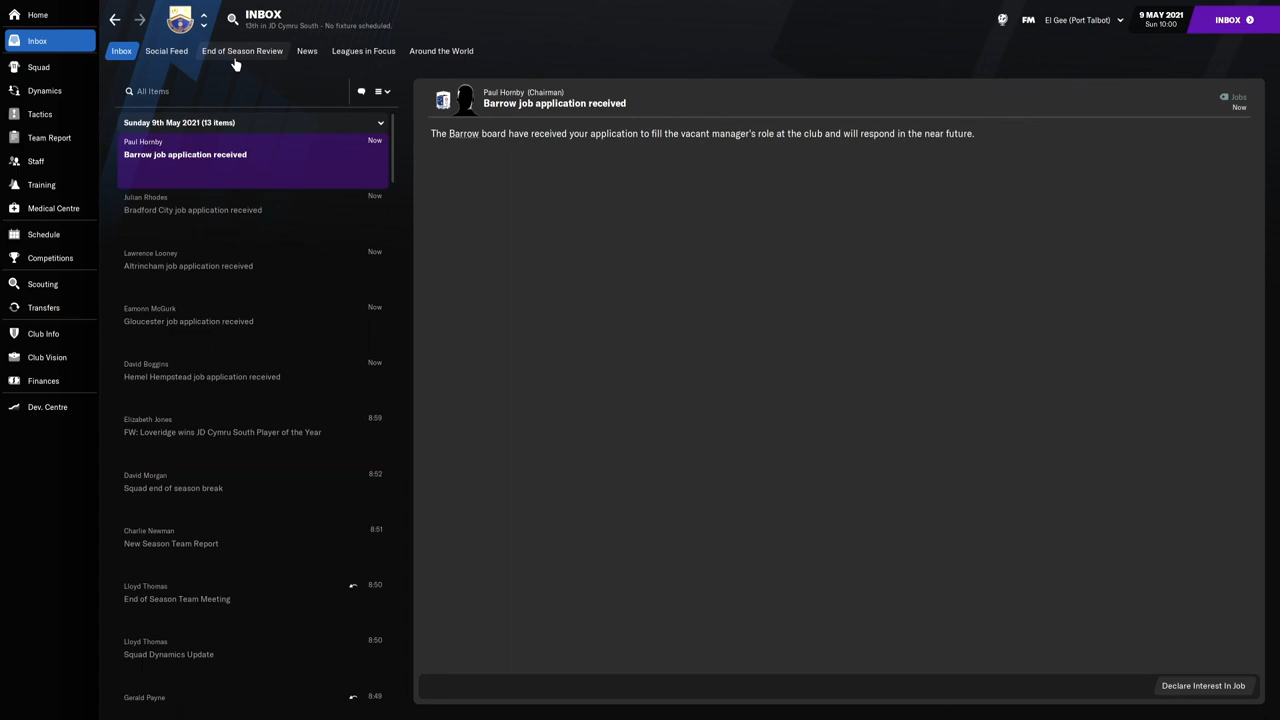 Home
Inbox
Squad
Dynamics
Tactics
Team Report
Staff
Training
Medical Centre
Schedule
Competitions
Scouting
Transfers
Club Info
Club Vision
Finances
Dev. Centre
INBOX
13th in JD Cymru South - No fixture scheduled.
FM
El Gee (Port Talbot)
9 MAY 2021
Sun 10:00
INBOX
Inbox
Social Feed
End of Season Review
News
Leagues in Focus
Around the World
All Items
Sunday 9th May 2021 (13 items)
Paul Hornby
Now
Barrow job application received
Julian Rhodes
Now
Bradford City job application received
Lawrence Looney
Now
Altrincham job application received
Eamonn McGurk
Now
Gloucester job application received
David Boggins
Now
Hemel Hempstead job application received
Elizabeth Jones
8:59
FW: Loveridge wins JD Cymru South Player of the Year
David Morgan
8:52
Squad end of season break
Charlie Newman
8:51
New Season Team Report
Lloyd Thomas
8:50
End of Season Team Meeting
Lloyd Thomas
8:50
Squad Dynamics Update
Gerald Payne
8:49
Paul Hornby (Chairman)
Barrow job application received
Jobs
Now
The Barrow board have received your application to fill the vacant manager's role at the club and will respond in the near future.
Declare Interest In Job